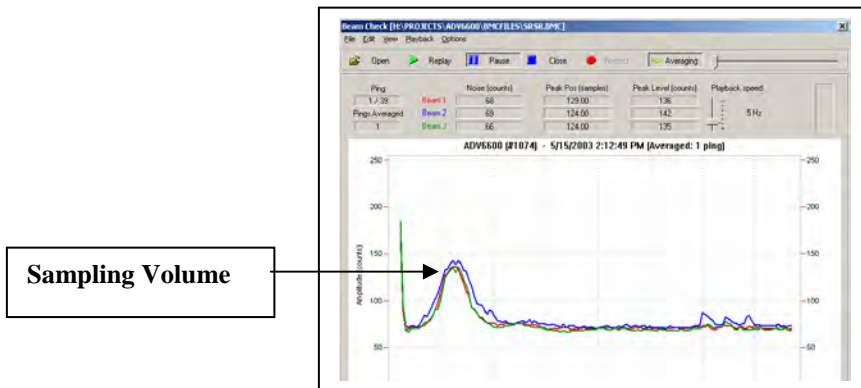 Beam Check [H:\PROJECTS\ADV6600\BMCFILES\SRSR.BMC]
File Edit View Playback Options
Open Replay Pause Close Record Averaging
Ping Noise (counts) Peak Pos (samples) Peak Level (counts) Playback speed
1 / 39 Beam 1 68 129.00 136
Pings Averaged Beam 2 69 124.00 142 5 Hz
1 Beam 3 66 124.00 135
ADV6600 (#1074) - 5/15/2003 2:12:49 PM (Averaged: 1 ping)
250 250
200 200
150 150
Amplitude (counts)
Sampling Volume
100 100
50 50